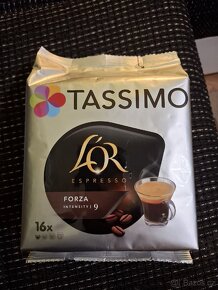 TASSIMO
L'OR
ESPRESSO
FORZA
INTENSITY | 9
16x